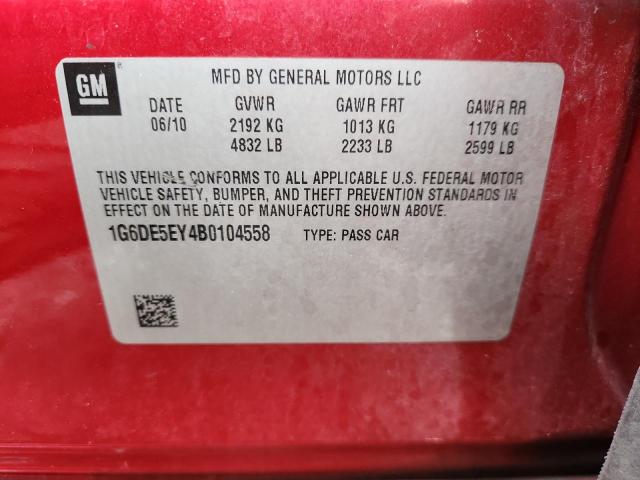 GM
MFD BY GENERAL MOTORS LLC
DATE GVWR GAWR FRT GAWR RR
06/10 2192 KG 1013 KG 1179 KG
4832 LB 2233 LB 2599 LB
THIS VEHICLE CONFORMS TO ALL APPLICABLE U.S. FEDERAL MOTOR
VEHICLE SAFETY, BUMPER, AND THEFT PREVENTION STANDARDS IN
EFFECT ON THE DATE OF MANUFACTURE SHOWN ABOVE.
1G6DE5EY4B0104558 TYPE: PASS CAR